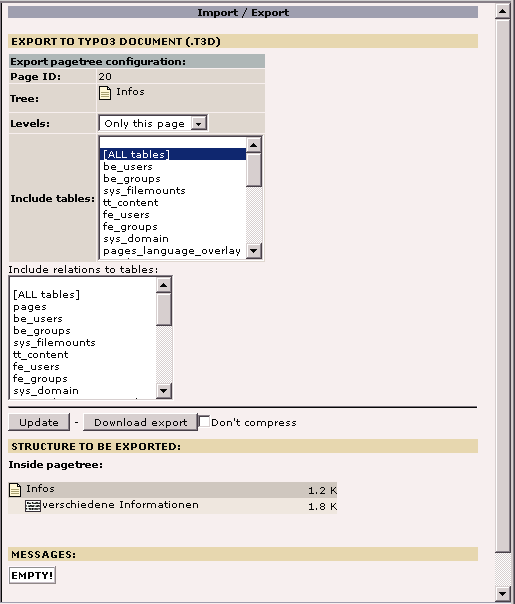 Import / Export
EXPORT TO TYPO3 DOCUMENT (.T3D)
Export pagetree configuration:
Page ID: 20
Tree: Infos
Levels: Only this page
Include tables:
[ALL tables]
be_users
be_groups
sys_filemounts
tt_content
fe_users
fe_groups
sys_domain
pages_language_overlay
Include relations to tables:
[ALL tables]
pages
be_users
be_groups
sys_filemounts
tt_content
fe_users
fe_groups
sys_domain
Update - Download export Don't compress
STRUCTURE TO BE EXPORTED:
Inside pagetree:
Infos 1.2 K
verschiedene Informationen 1.8 K
MESSAGES:
EMPTY!